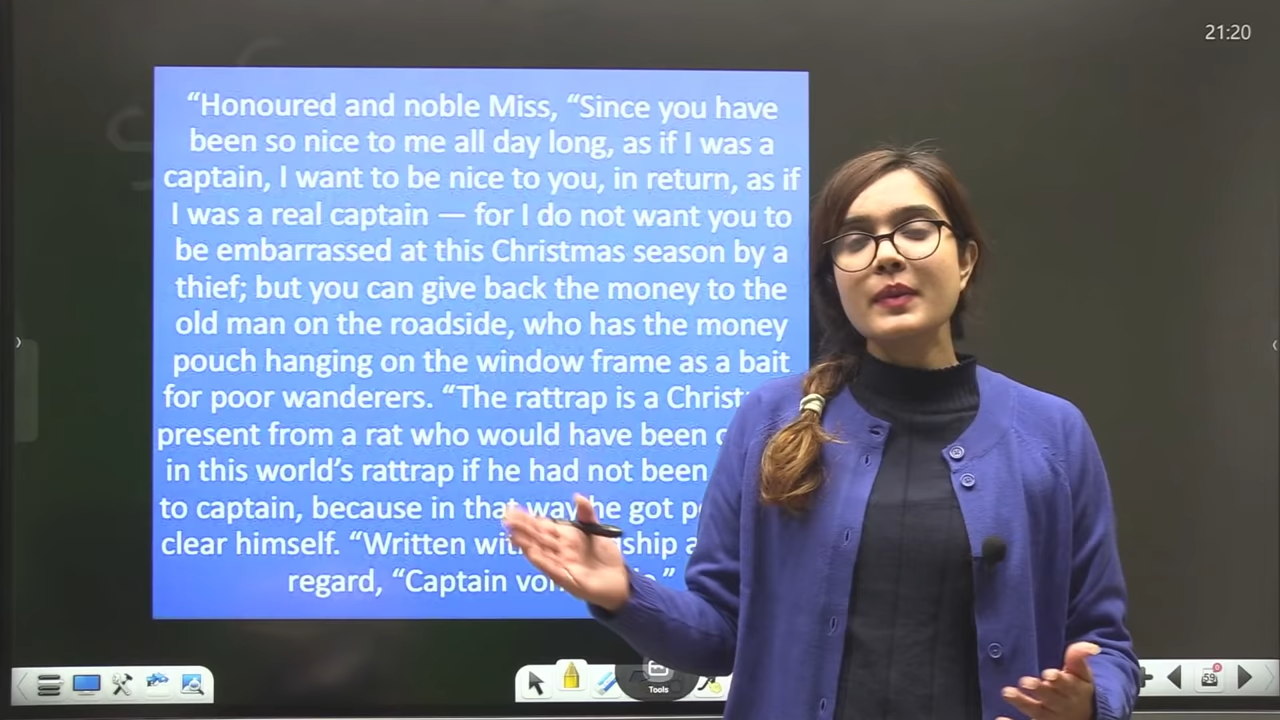 21:20
“Honoured and noble Miss, “Since you have
been so nice to me all day long, as if I was a
captain, I want to be nice to you, in return, as if
I was a real captain — for I do not want you to
be embarrassed at this Christmas season by a
thief; but you can give back the money to the
old man on the roadside, who has the money
pouch hanging on the window frame as a bait
for poor wanderers. “The rattrap is a
present from a rat who would have been
in this world’s rattrap if he had not been
to captain, because in that way he got
clear himself. “Written
regard, “Captain
Tools
59